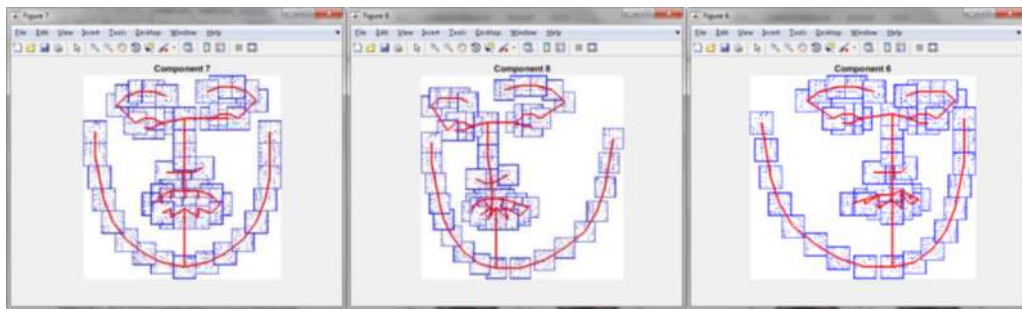 Figure 7
File Edit View Insert Tools Desktop Window Help
Component 7
Figure 8
File Edit View Insert Tools Desktop Window Help
Component 8
Figure 6
File Edit View Insert Tools Desktop Window Help
Component 6